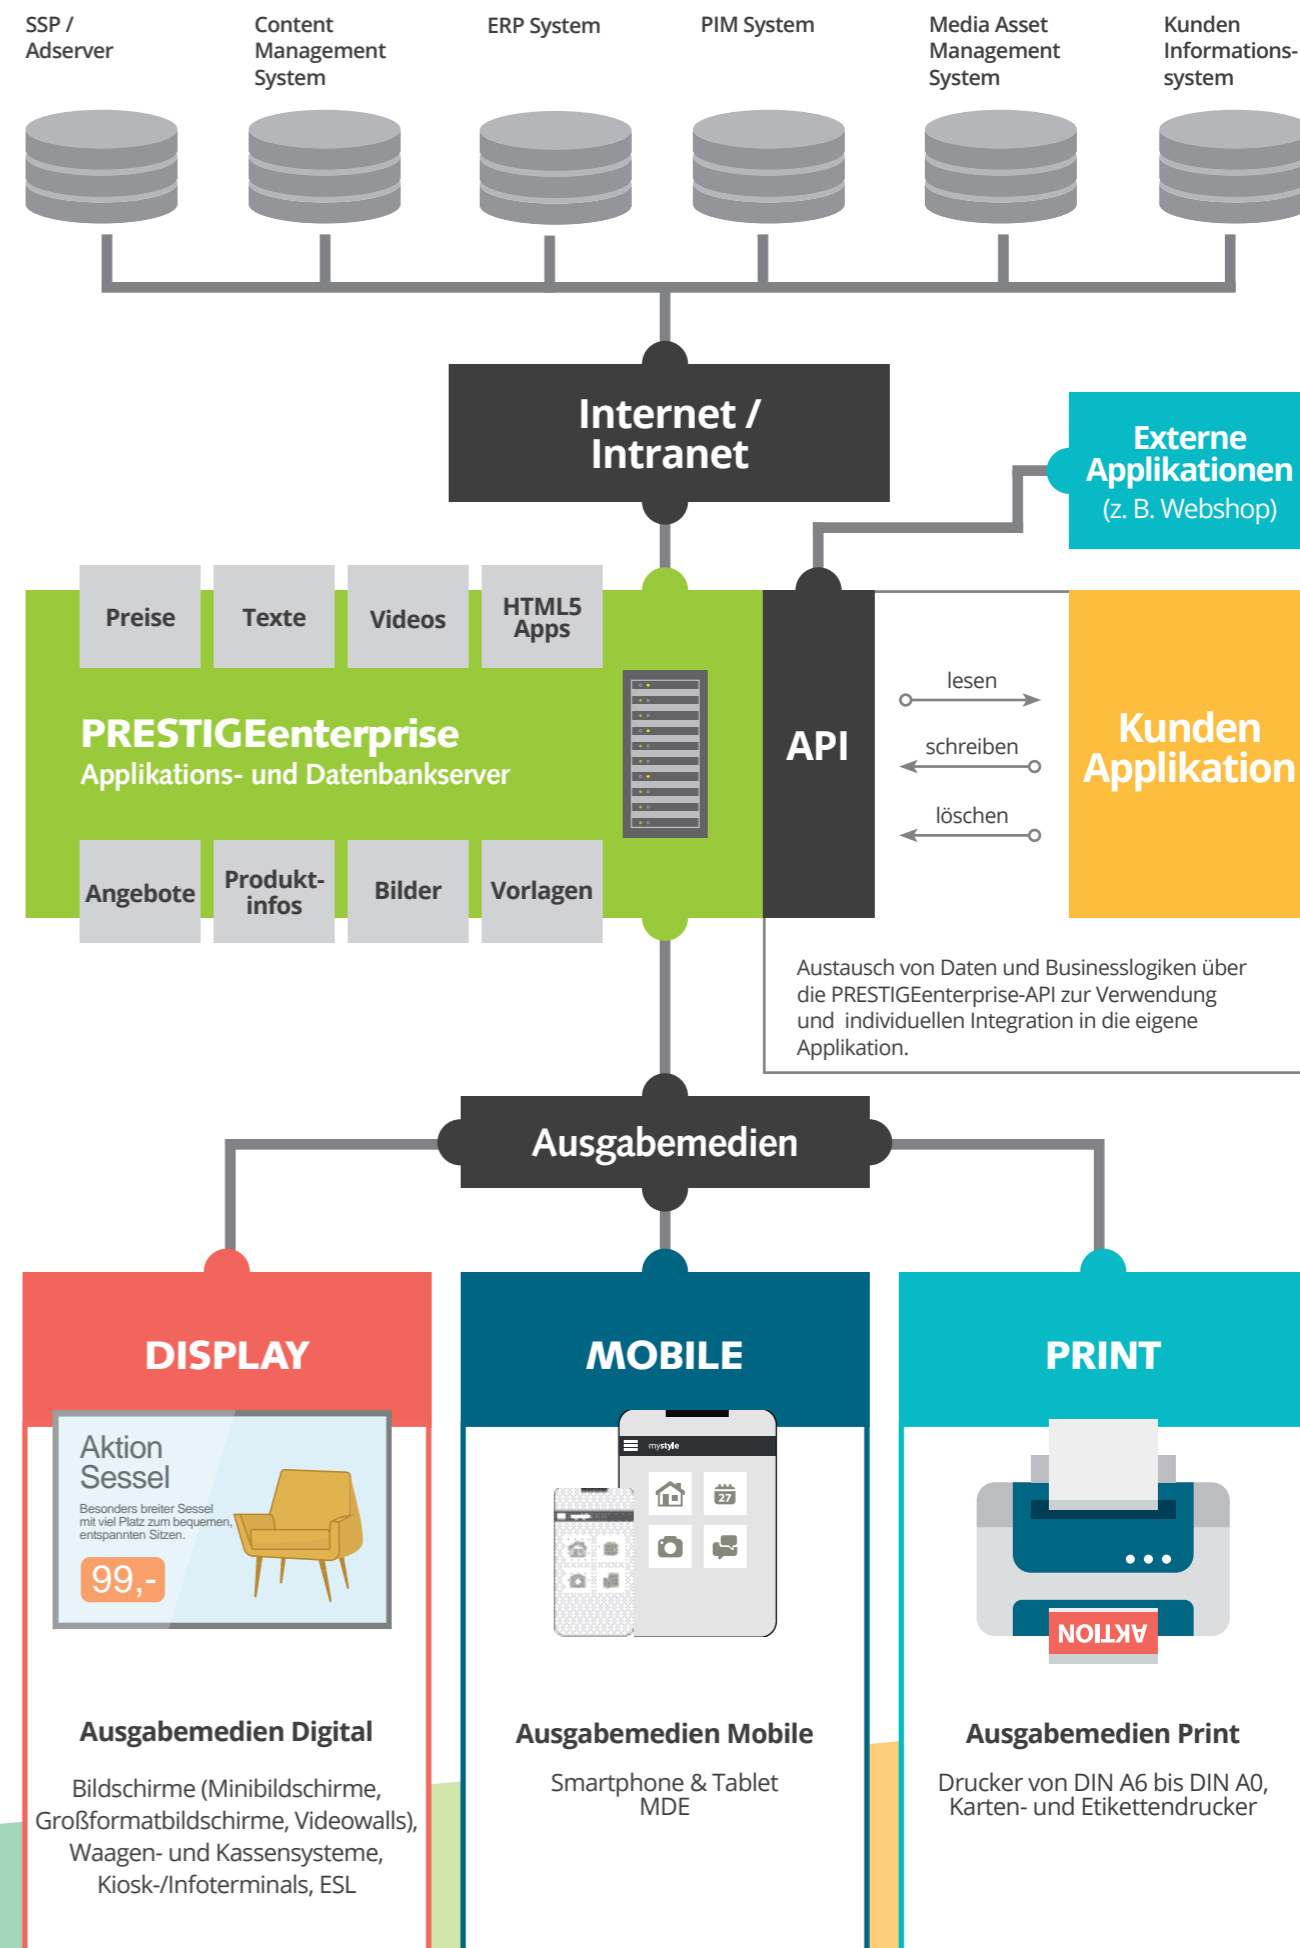 SSP /
Adserver
Content
Management
System
ERP System
PIM System
Media Asset
Management
System
Kunden
Informations-
system
Internet /
Intranet
Externe
Applikationen
(z. B. Webshop)
Preise
Texte
Videos
HTML5
Apps
PRESTIGEenterprise
Applikations- und Datenbankserver
API
lesen
schreiben
löschen
Kunden
Applikation
Angebote
Produkt-
infos
Bilder
Vorlagen
Austausch von Daten und Businesslogiken über
die PRESTIGEenterprise-API zur Verwendung
und individuellen Integration in die eigene
Applikation.
Ausgabemedien
DISPLAY
MOBILE
PRINT
Aktion
Sessel
Besonders breiter Sessel
mit viel Platz zum bequemen,
entspannten Sitzen.
99,-
mystyle
27
mystyle
AKTION
Ausgabemedien Digital
Bildschirme (Minibildschirme,
Großformatbildschirme, Videowalls),
Waagen- und Kassensysteme,
Kiosk-/Infoterminals, ESL
Ausgabemedien Mobile
Smartphone & Tablet
MDE
Ausgabemedien Print
Drucker von DIN A6 bis DIN A0,
Karten- und Etikettendrucker